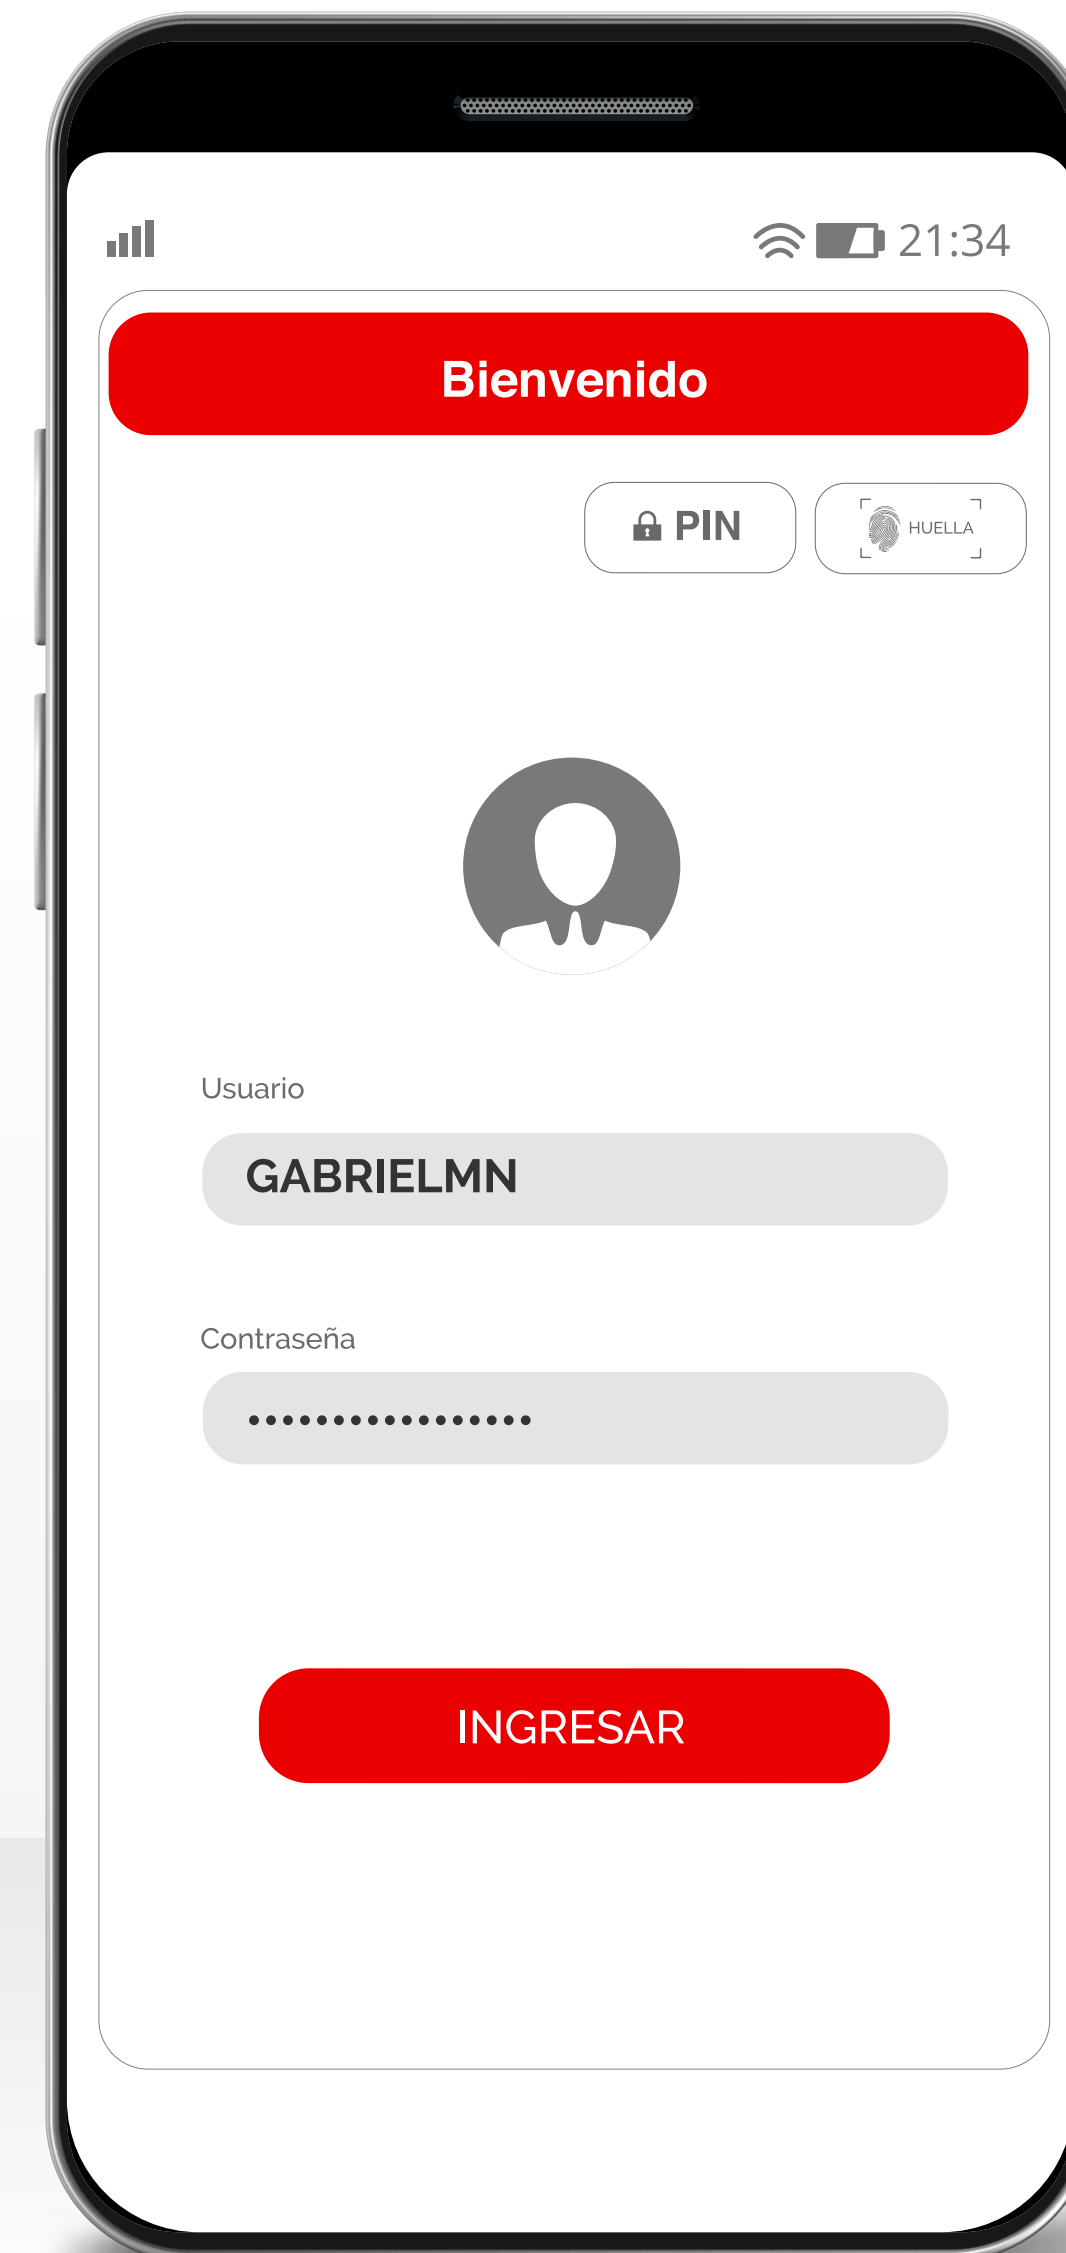 21:34
Bienvenido
PIN
HUELLA
Usuario
GABRIELMN
Contraseña
•••••••••••••••••
INGRESAR